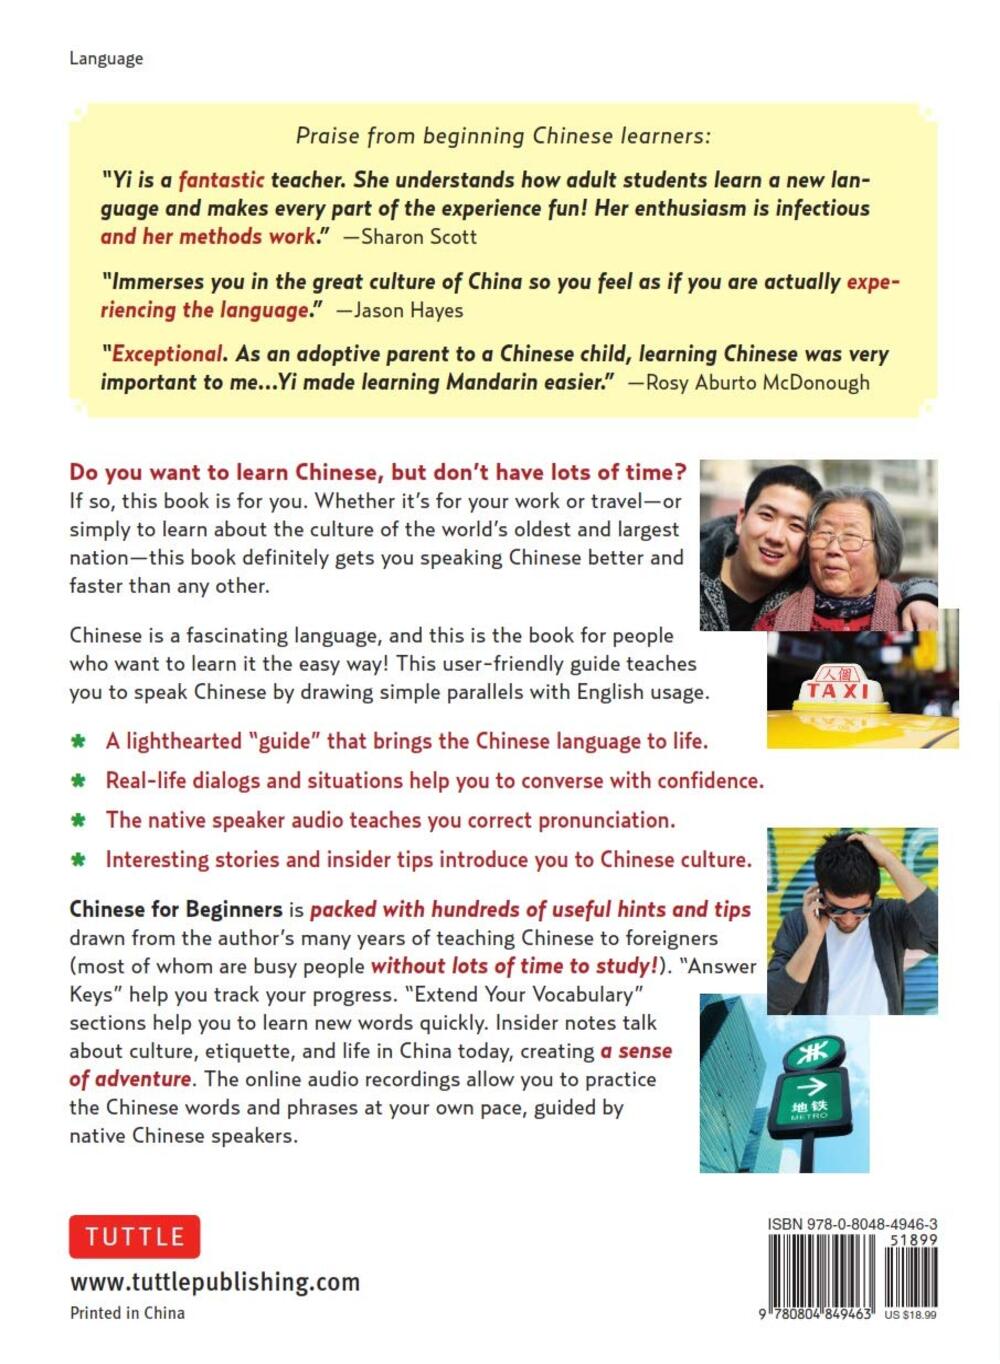 Language
Praise from beginning Chinese learners:
"Yi is a fantastic teacher. She understands how adult students learn a new lan-
guage and makes every part of the experience fun! Her enthusiasm is infectious
and her methods work." —Sharon Scott
"Immerses you in the great culture of China so you feel as if you are actually expe-
riencing the language." —Jason Hayes
"Exceptional. As an adoptive parent to a Chinese child, learning Chinese was very
important to me...Yi made learning Mandarin easier." —Rosy Aburto McDonough
Do you want to learn Chinese, but don't have lots of time?
If so, this book is for you. Whether it's for your work or travel—or
simply to learn about the culture of the world's oldest and largest
nation—this book definitely gets you speaking Chinese better and
faster than any other.
Chinese is a fascinating language, and this is the book for people
who want to learn it the easy way! This user-friendly guide teaches
you to speak Chinese by drawing simple parallels with English usage.
人個
TAXI
* A lighthearted "guide" that brings the Chinese language to life.
* Real-life dialogs and situations help you to converse with confidence.
* The native speaker audio teaches you correct pronunciation.
* Interesting stories and insider tips introduce you to Chinese culture.
Chinese for Beginners is packed with hundreds of useful hints and tips
drawn from the author's many years of teaching Chinese to foreigners
(most of whom are busy people without lots of time to study!). "Answer
Keys" help you track your progress. "Extend Your Vocabulary"
sections help you to learn new words quickly. Insider notes talk
about culture, etiquette, and life in China today, creating a sense
of adventure. The online audio recordings allow you to practice
the Chinese words and phrases at your own pace, guided by
native Chinese speakers.
地铁
METRO
TUTTLE
www.tuttlepublishing.com
Printed in China
ISBN 978-0-8048-4946-3
51899
9 780804 849463
US $18.99